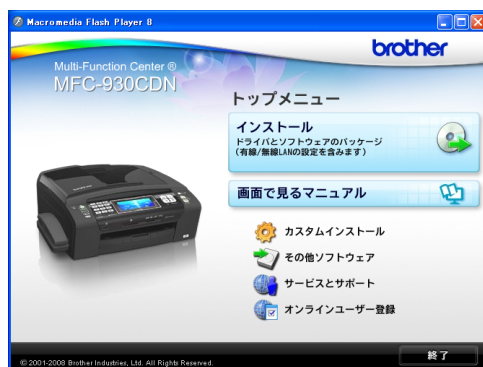 Macromedia Flash Player 8
brother
Multi-Function Center ®
MFC-930CDN
トップメニュー
インストール
ドライバとソフトウェアのパッケージ
(有線/無線LANの設定を含みます)
画面で見るマニュアル
カスタムインストール
その他ソフトウェア
サービスとサポート
オンラインユーザー登録
© 2001-2008 Brother Industries, Ltd. All Rights Reserved.
終了